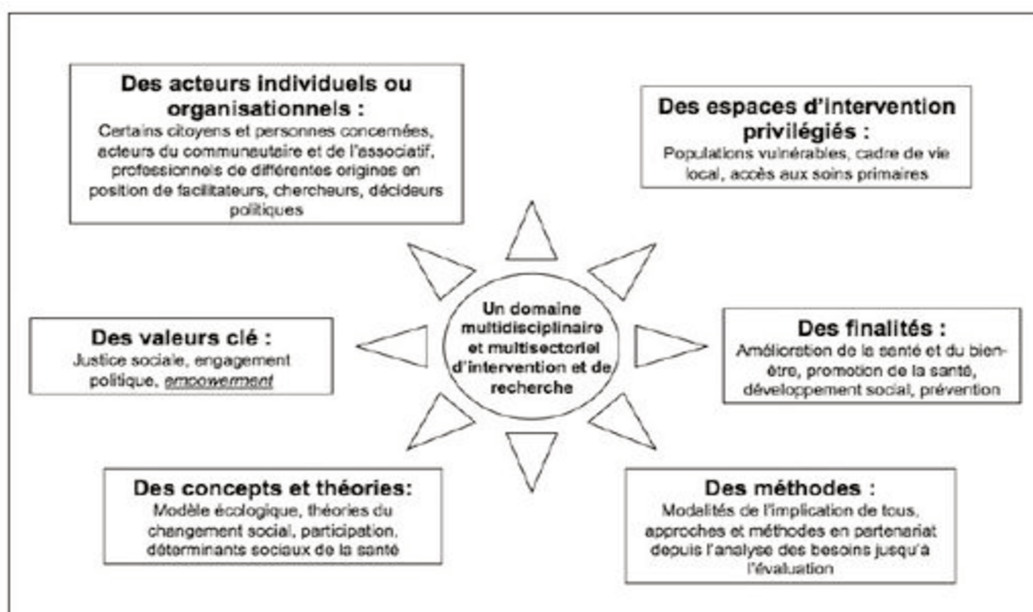 Des acteurs individuels ou
organisationnels :
Certains citoyens et personnes concernées,
acteurs du communautaire et de l'associatif,
professionnels de différentes origines en
position de facilitateurs, chercheurs, décideurs
politiques
Des espaces d'intervention
privilégiés :
Populations vulnérables, cadre de vie
local, accès aux soins primaires
Des valeurs clé :
Justice sociale, engagement
politique, empowerment
Un domaine
multidisciplinaire
et multisectoriel
d'intervention et de
recherche
Des finalités :
Amélioration de la santé et du bien-
être, promotion de la santé,
développement social, prévention
Des concepts et théories:
Modèle écologique, théories du
changement social, participation,
déterminants sociaux de la santé
Des méthodes :
Modalités de l'implication de tous,
approches et méthodes en partenariat
depuis l'analyse des besoins jusqu'à
l'évaluation